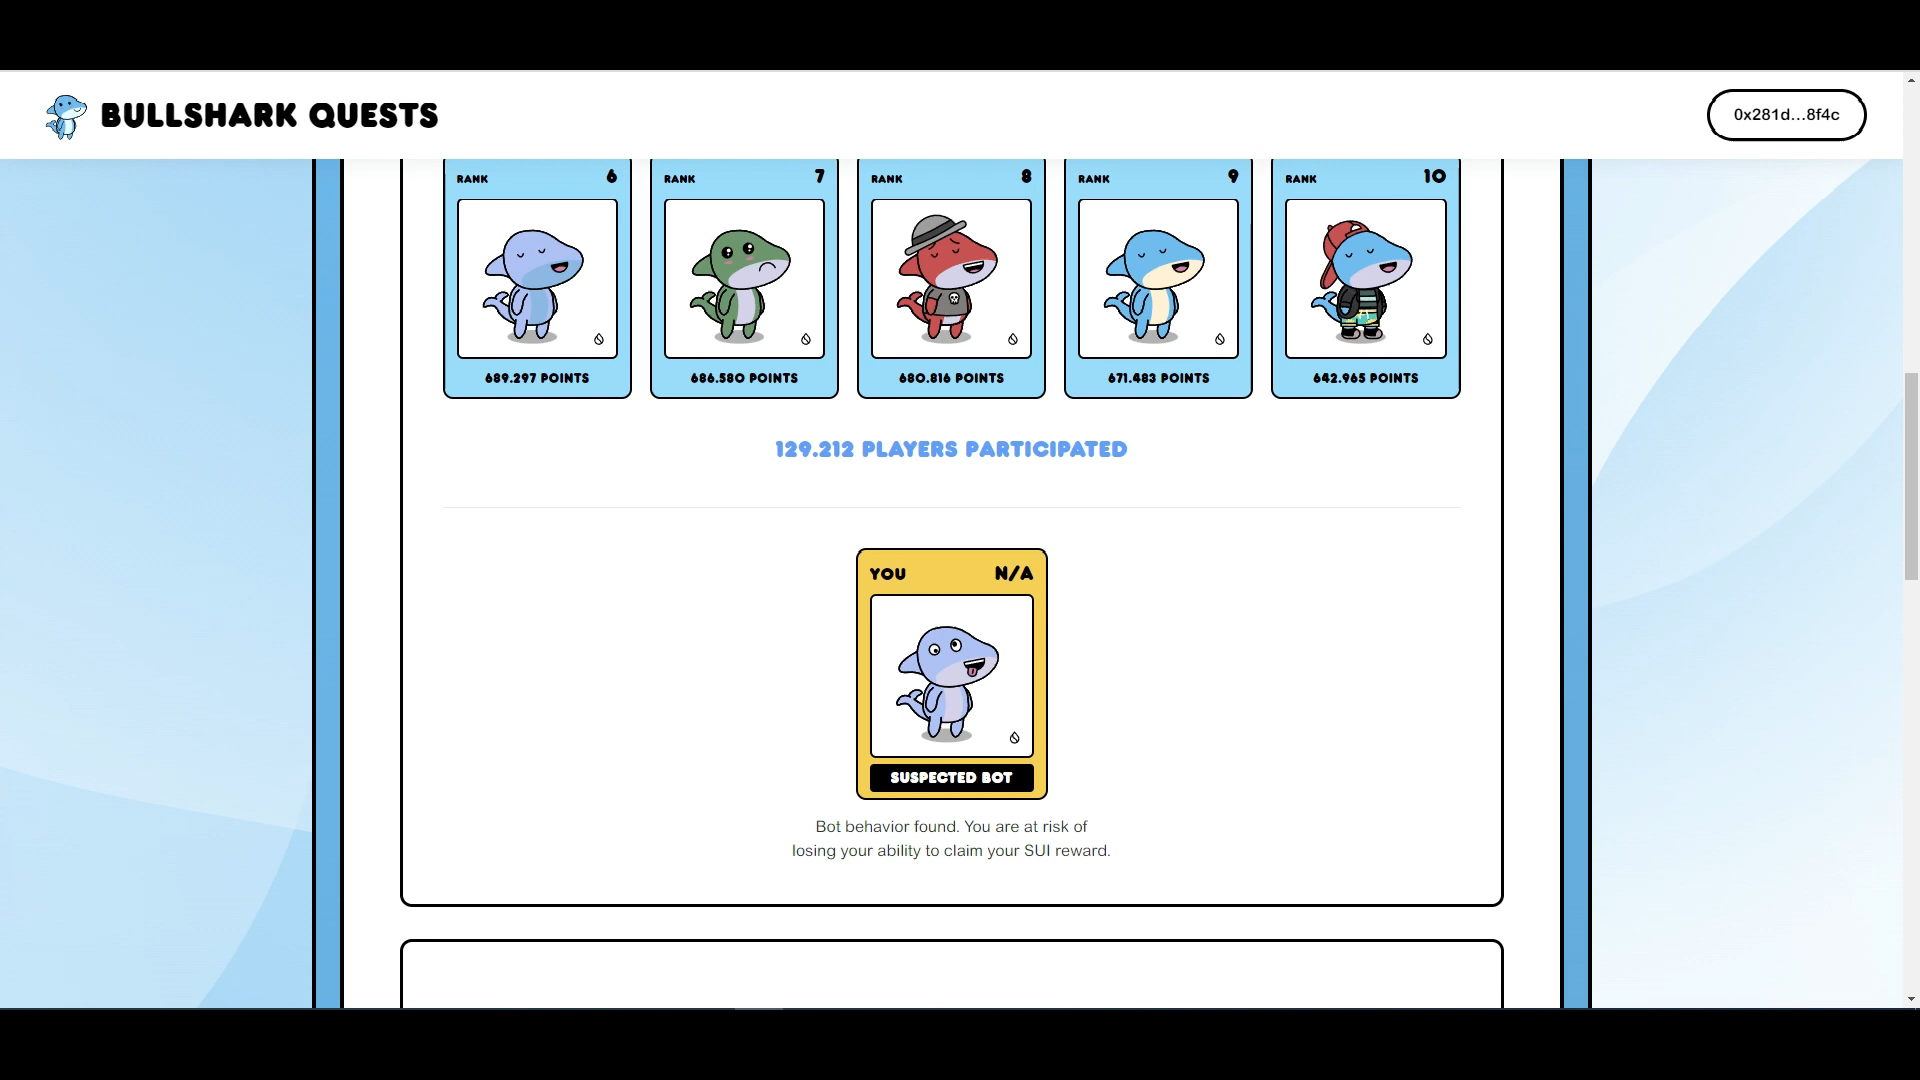 BULLSHARK QUESTS
0x281d...8f4c
RANK 6
RANK 7
RANK 8
RANK 9
RANK 10
689.297 POINTS
686.580 POINTS
680.816 POINTS
671.483 POINTS
642.965 POINTS
129.212 PLAYERS PARTICIPATED
YOU N/A
SUSPECTED BOT
Bot behavior found. You are at risk of
losing your ability to claim your SUI reward.